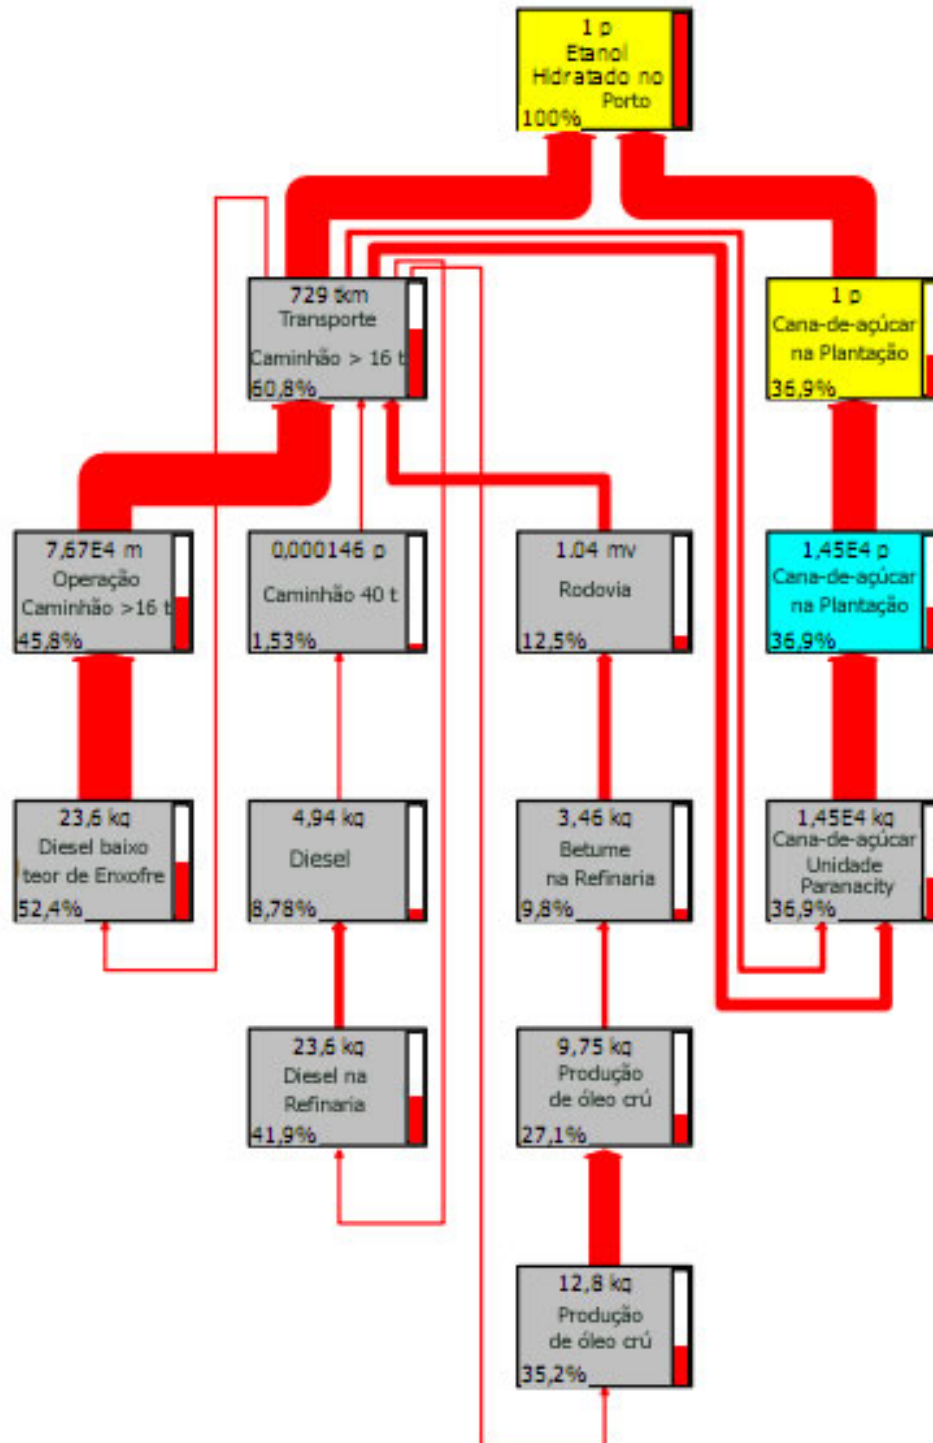 1 p
Etanol
Hidratado no
Porto
100%
729 tkm
Transporte
Caminhão > 16 t
60,8%
1 p
Cana-de-açúcar
na Plantação
36,9%
7,67E4 m
Operação
Caminhão >16 t
45,8%
0,000146 p
Caminhão 40 t
1,53%
1.04 mv
Rodovia
12,5%
1,45E4 p
Cana-de-açúcar
na Plantação
36,9%
23,6 kg
Diesel baixo
teor de Enxofre
52,4%
4,94 kg
Diesel
8,78%
3,46 kg
Betume
na Refinaria
9,8%
1,45E4 kg
Cana-de-açúcar
Unidade
Paranacity
36,9%
23,6 kg
Diesel na
Refinaria
41,9%
9,75 kg
Produção
de óleo crú
27,1%
12,8 kg
Produção
de óleo crú
35,2%